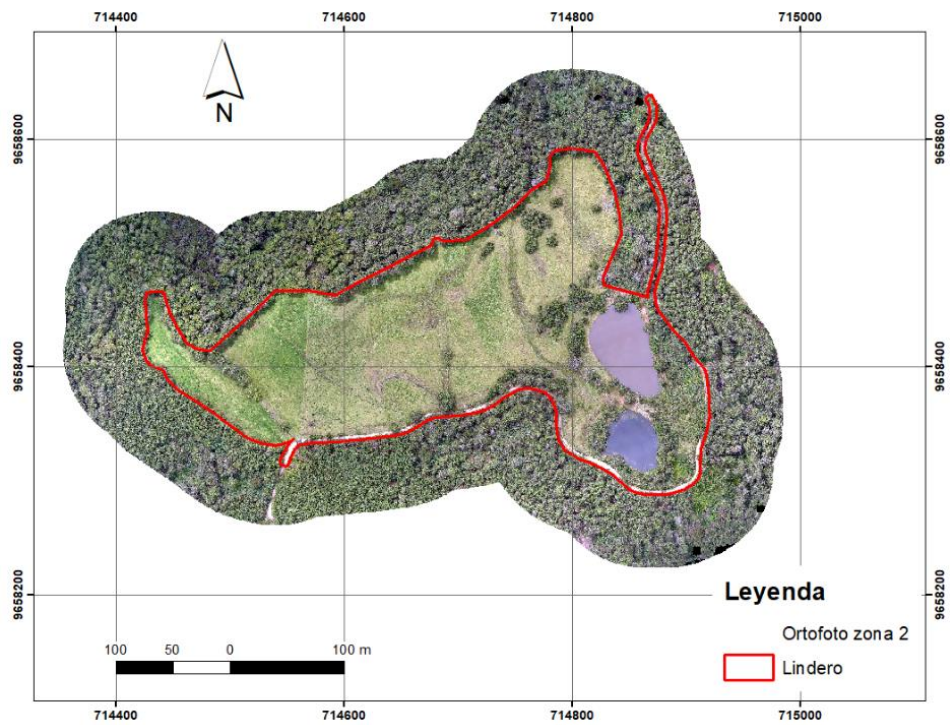 714400 714600 714800 715000
N
9658600 9658600
9658400 9658400
9658200 9658200
Leyenda
Ortofoto zona 2
Lindero
100 50 0 100 m
714400 714600 714800 715000